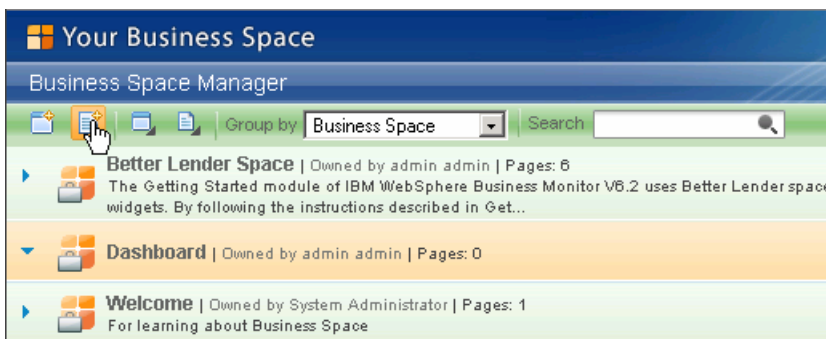 Your Business Space
Business Space Manager
Group by Business Space Search
Better Lender Space | Owned by admin admin | Pages: 6
The Getting Started module of IBM WebSphere Business Monitor V6.2 uses Better Lender space
widgets. By following the instructions described in Get...
Dashboard | Owned by admin admin | Pages: 0
Welcome | Owned by System Administrator | Pages: 1
For learning about Business Space